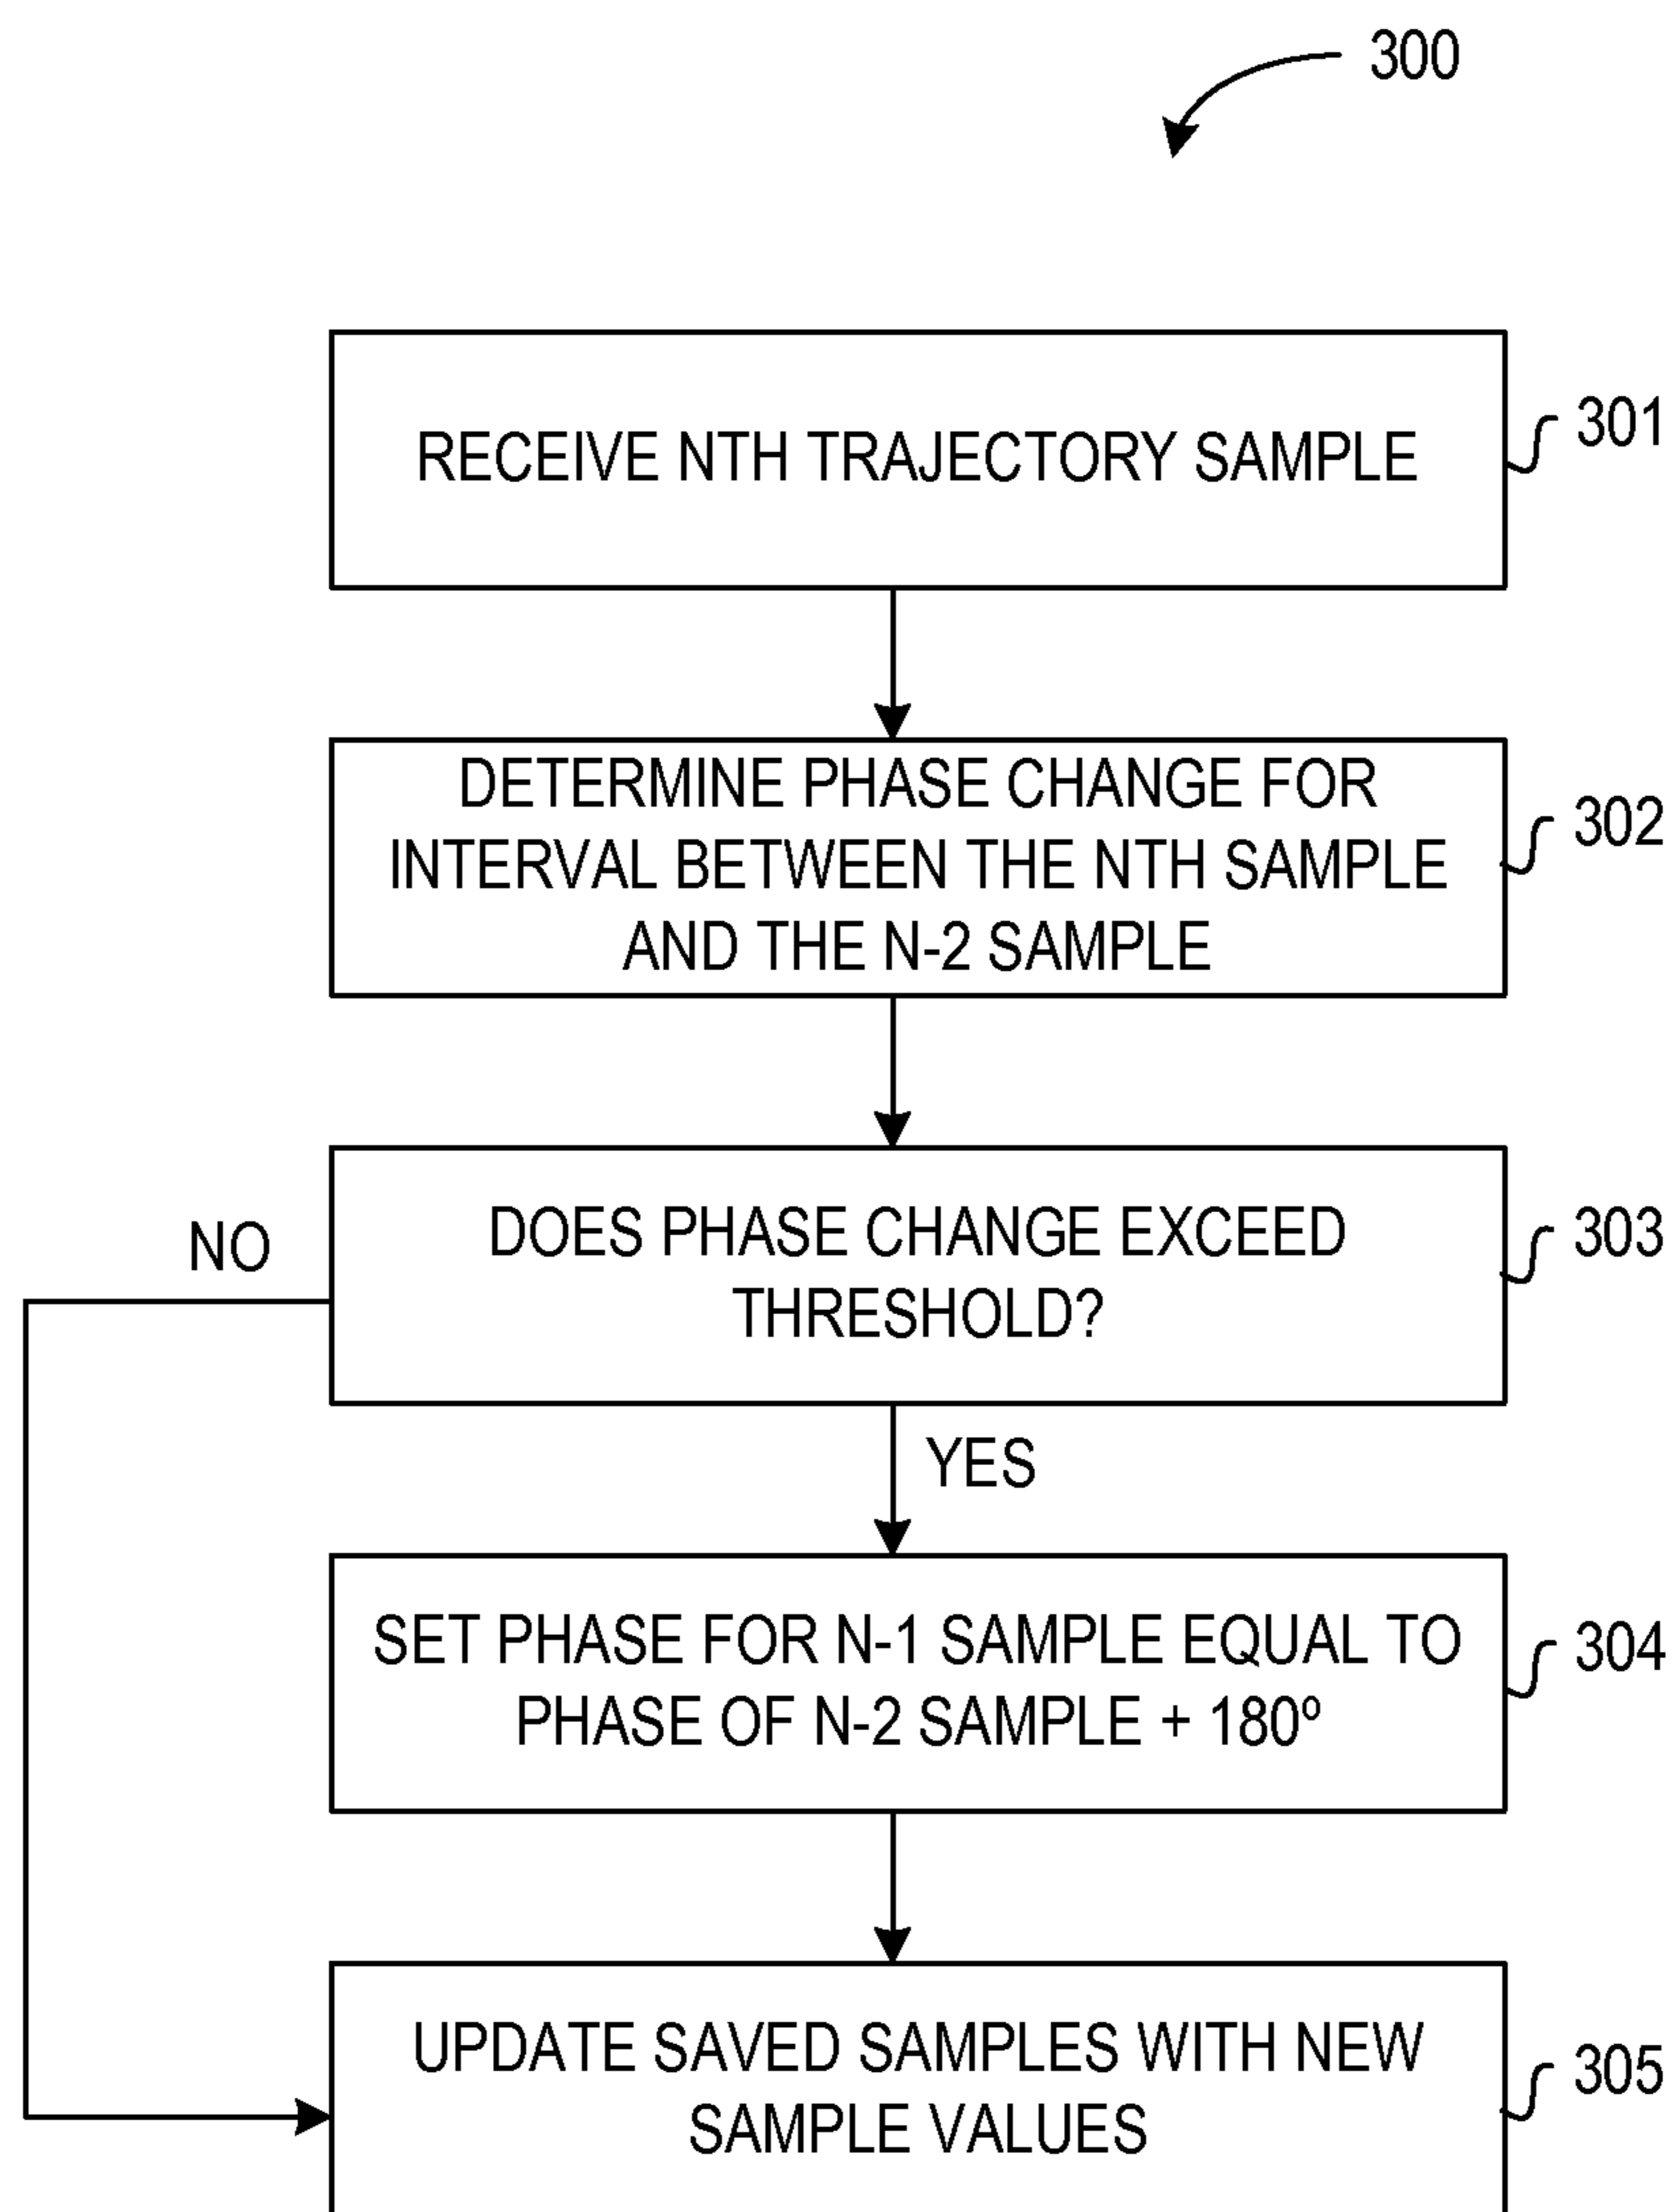 300
RECEIVE NTH TRAJECTORY SAMPLE
301
DETERMINE PHASE CHANGE FOR
INTERVAL BETWEEN THE NTH SAMPLE
AND THE N-2 SAMPLE
302
DOES PHASE CHANGE EXCEED
THRESHOLD?
303
NO
YES
SET PHASE FOR N-1 SAMPLE EQUAL TO
PHASE OF N-2 SAMPLE + 180º
304
UPDATE SAVED SAMPLES WITH NEW
SAMPLE VALUES
305